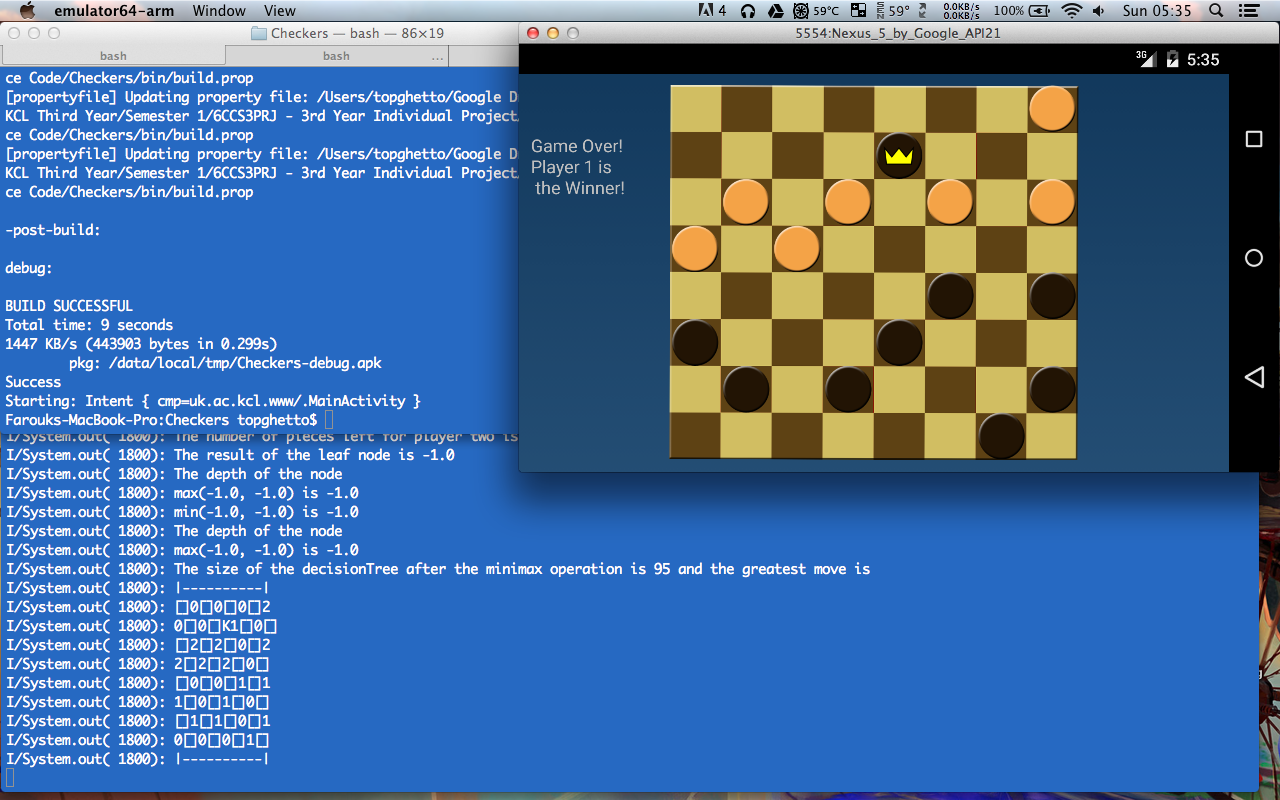 emulator64-arm Window View
4 59°C 59° 0.0KB/s 0.0KB/s 100% Sun 05:35
Checkers — bash — 86×19
bash bash ...
ce Code/Checkers/bin/build.prop
[propertyfile] Updating property file: /Users/topghetto/Google D
KCL Third Year/Semester 1/6CCS3PRJ - 3rd Year Individual Project/
ce Code/Checkers/bin/build.prop
[propertyfile] Updating property file: /Users/topghetto/Google D
KCL Third Year/Semester 1/6CCS3PRJ - 3rd Year Individual Project/
ce Code/Checkers/bin/build.prop
-post-build:
debug:
BUILD SUCCESSFUL
Total time: 9 seconds
1447 KB/s (443903 bytes in 0.299s)
pkg: /data/local/tmp/Checkers-debug.apk
Success
Starting: Intent { cmp=uk.ac.kcl.www/.MainActivity }
Farouks-MacBook-Pro:Checkers topghetto$
I/System.out( 1800): The number of pieces left for player two is
I/System.out( 1800): The result of the leaf node is -1.0
I/System.out( 1800): The depth of the node
I/System.out( 1800): max(-1.0, -1.0) is -1.0
I/System.out( 1800): min(-1.0, -1.0) is -1.0
I/System.out( 1800): The depth of the node
I/System.out( 1800): max(-1.0, -1.0) is -1.0
I/System.out( 1800): The size of the decisionTree after the minimax operation is 95 and the greatest move is
I/System.out( 1800): |----------|
I/System.out( 1800): □0□0□0□2
I/System.out( 1800): 0□0□K1□0□
I/System.out( 1800): □2□2□0□2
I/System.out( 1800): 2□2□2□0□
I/System.out( 1800): □0□0□1□1
I/System.out( 1800): 1□0□1□0□
I/System.out( 1800): □1□1□0□1
I/System.out( 1800): 0□0□0□1□
I/System.out( 1800): |----------|
5554:Nexus_5_by_Google_API21
3G 5:35
Game Over!
Player 1 is
the Winner!